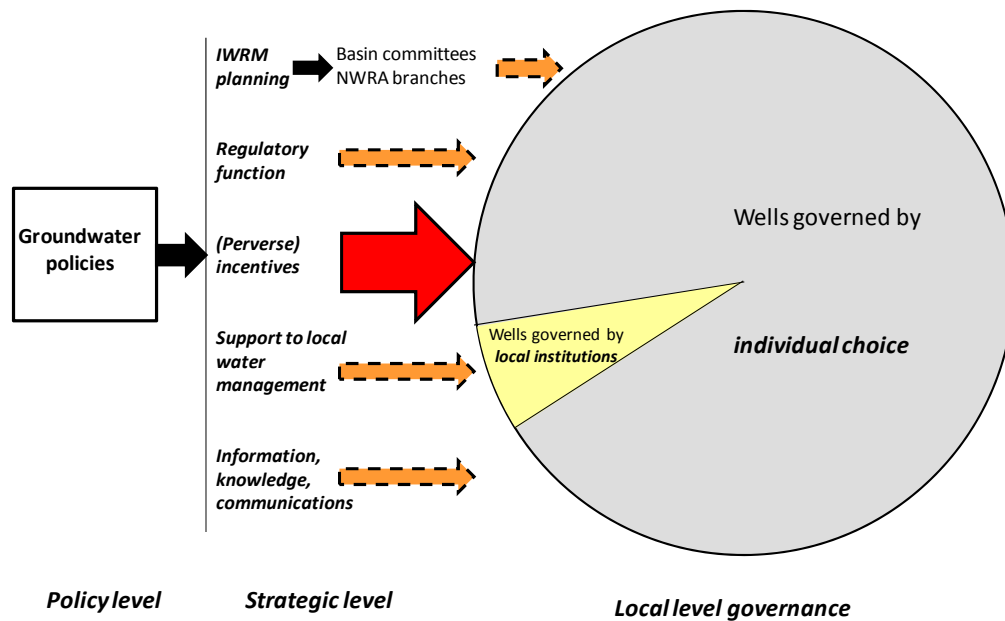 Groundwater
policies
IWRM
planning
Basin committees
NWRA branches
Regulatory
function
(Perverse)
incentives
Support to local
water
management
Information,
knowledge,
communications
Wells governed by
individual choice
Wells governed by
local institutions
Policy level
Strategic level
Local level governance